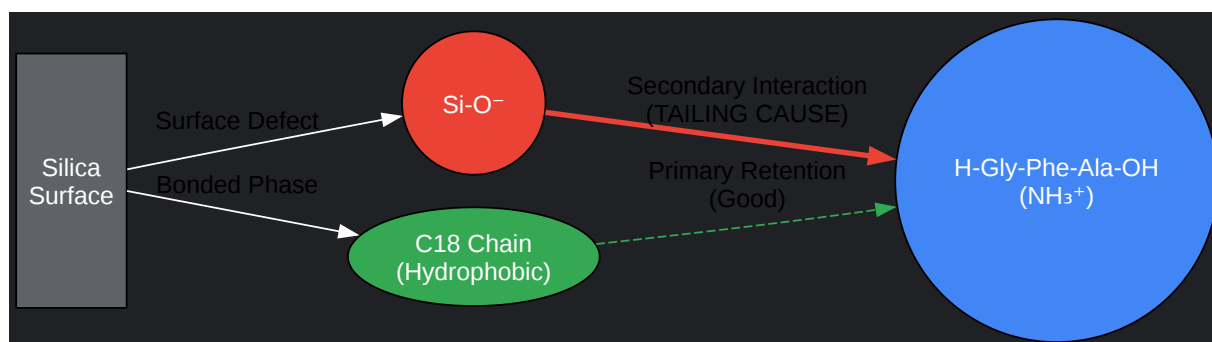 Silica
Surface
Surface Defect
Bonded Phase
Si-O⁻
C18 Chain
(Hydrophobic)
Secondary Interaction
(TAILING CAUSE)
Primary Retention
(Good)
H-Gly-Phe-Ala-OH
(NH₃⁺)